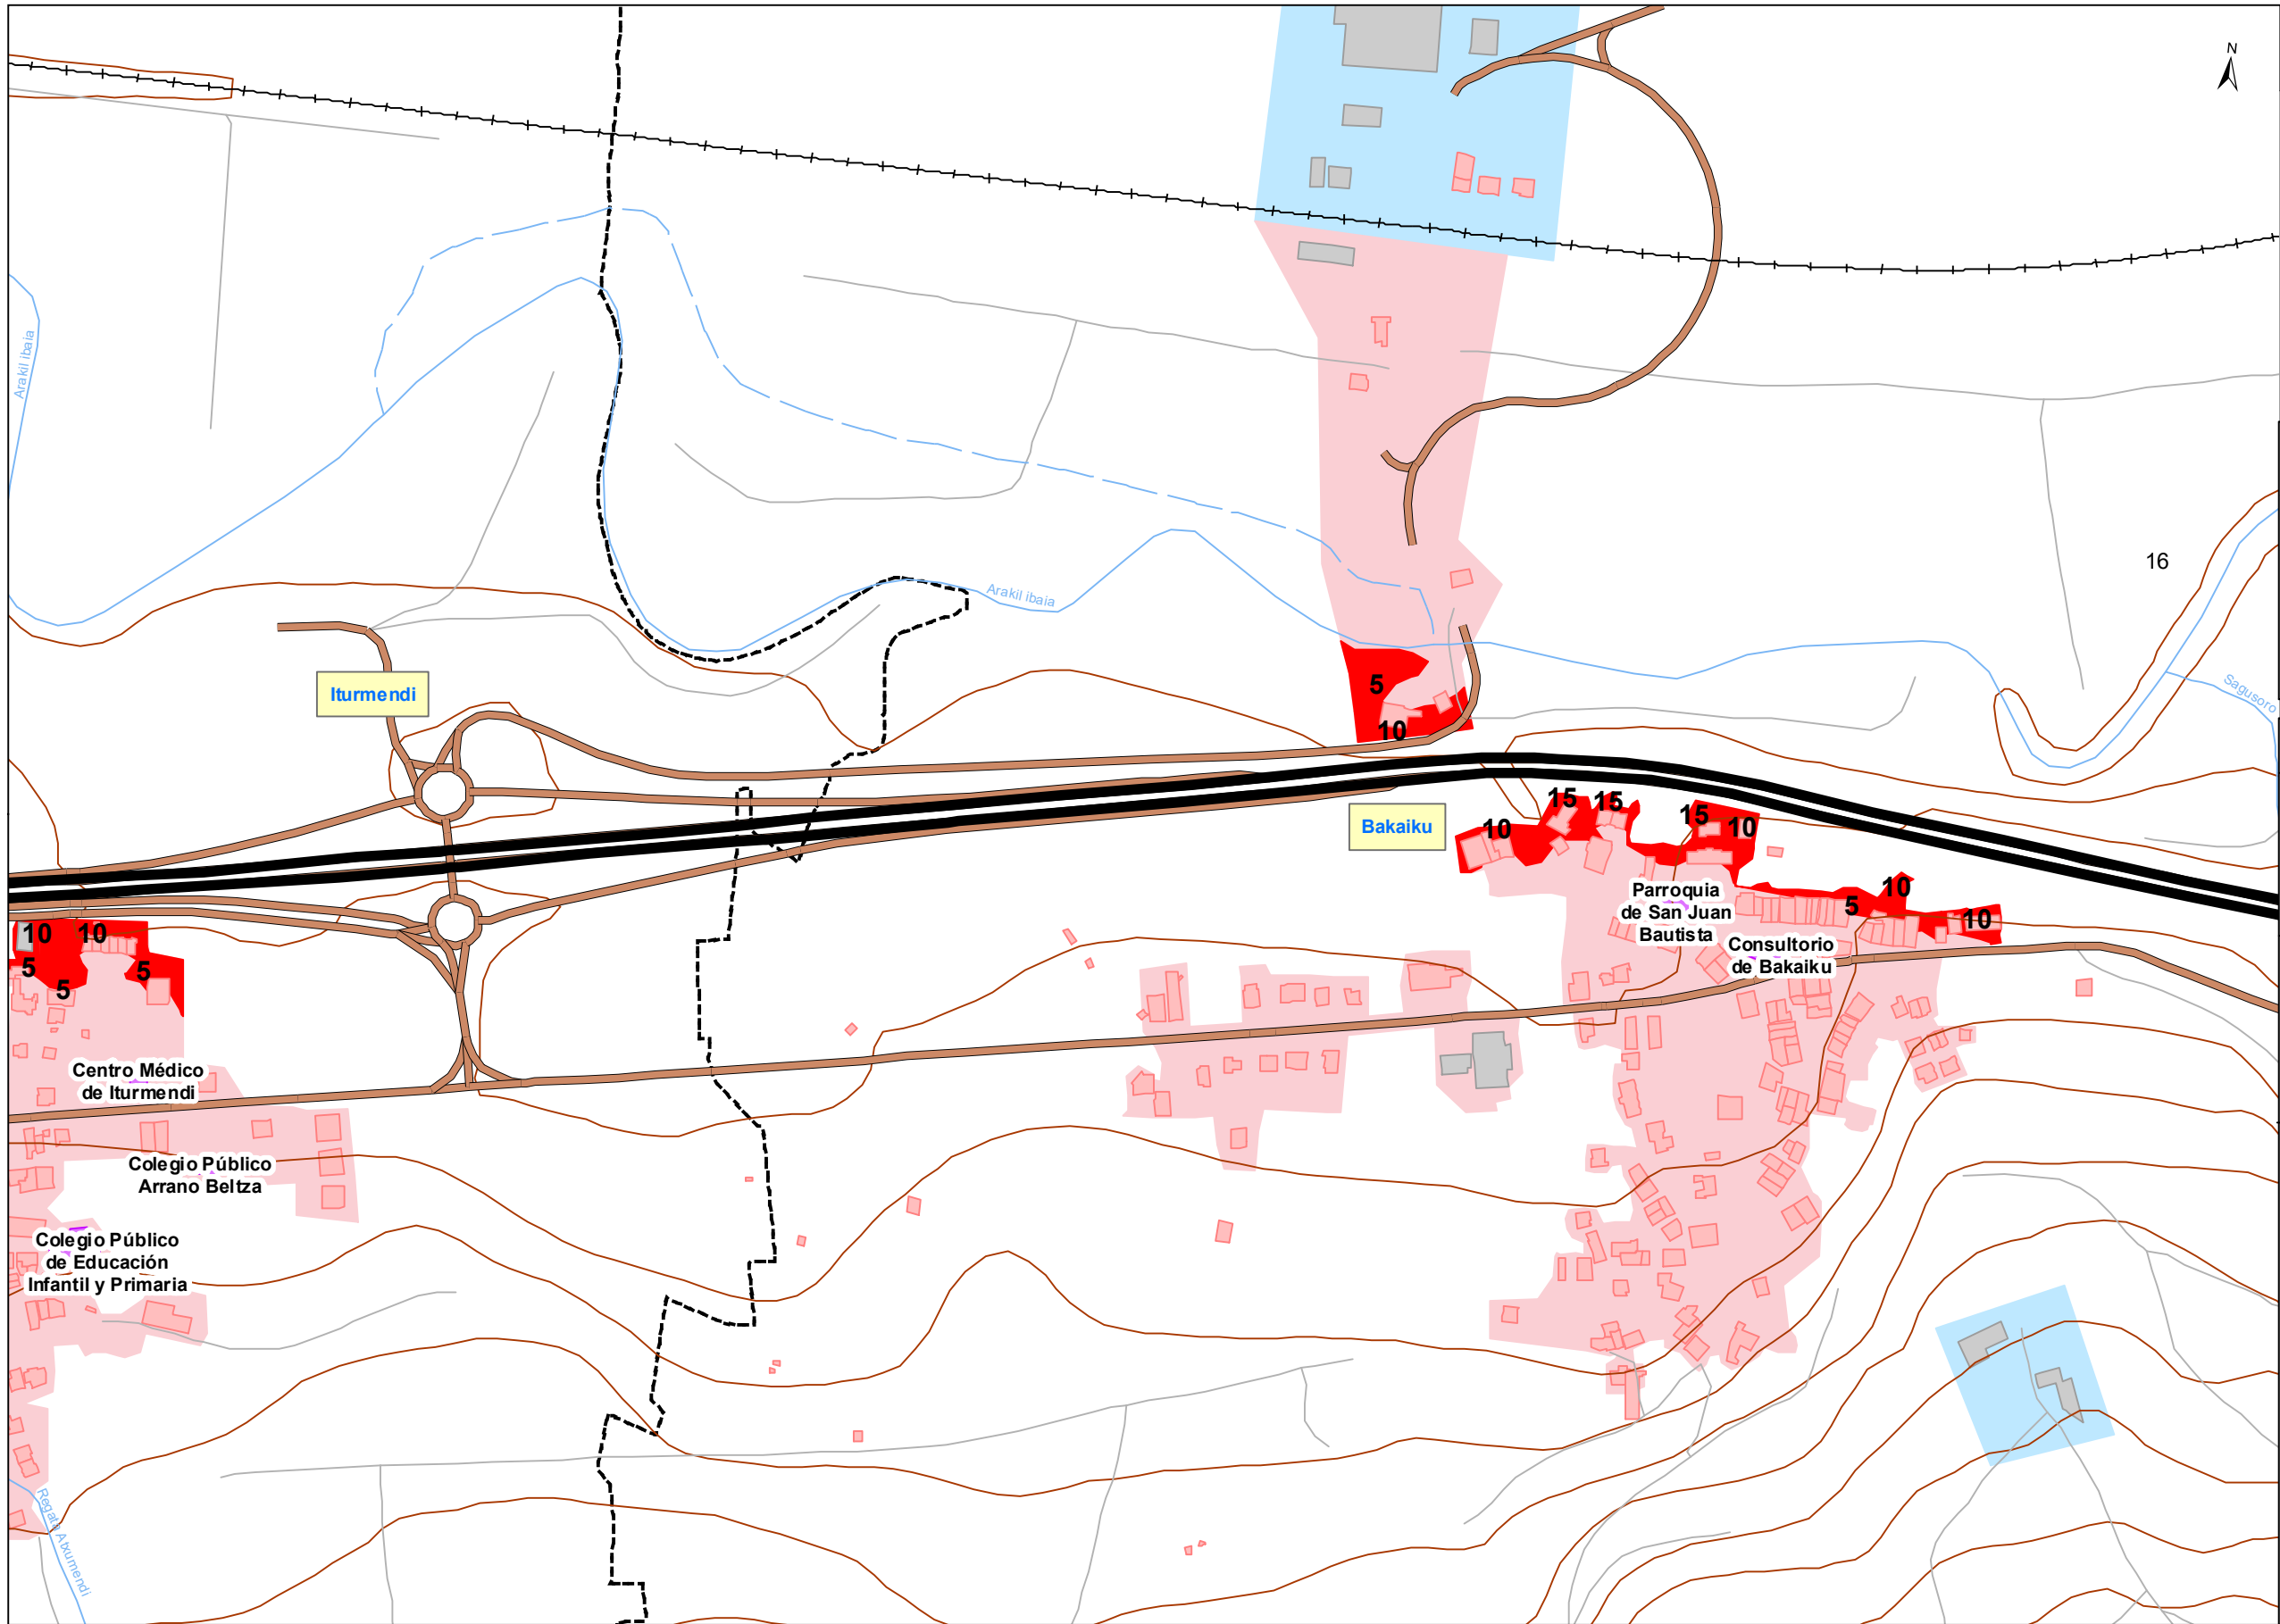 N
Arakil ibaia
16
Arakil ibaia
Iturmendi
5
Sagusoro
10
15
15
15
10
10
Bakaiku
10
5
10
Parroquia
de San Juan
Bautista
Consultorio
de Bakaiku
10
10
5
5
5
Centro Médico
de Iturmendi
Colegio Público
Arrano Beltza
Colegio Público
de Educación
Infantil y Primaria
Regata Atxumendi